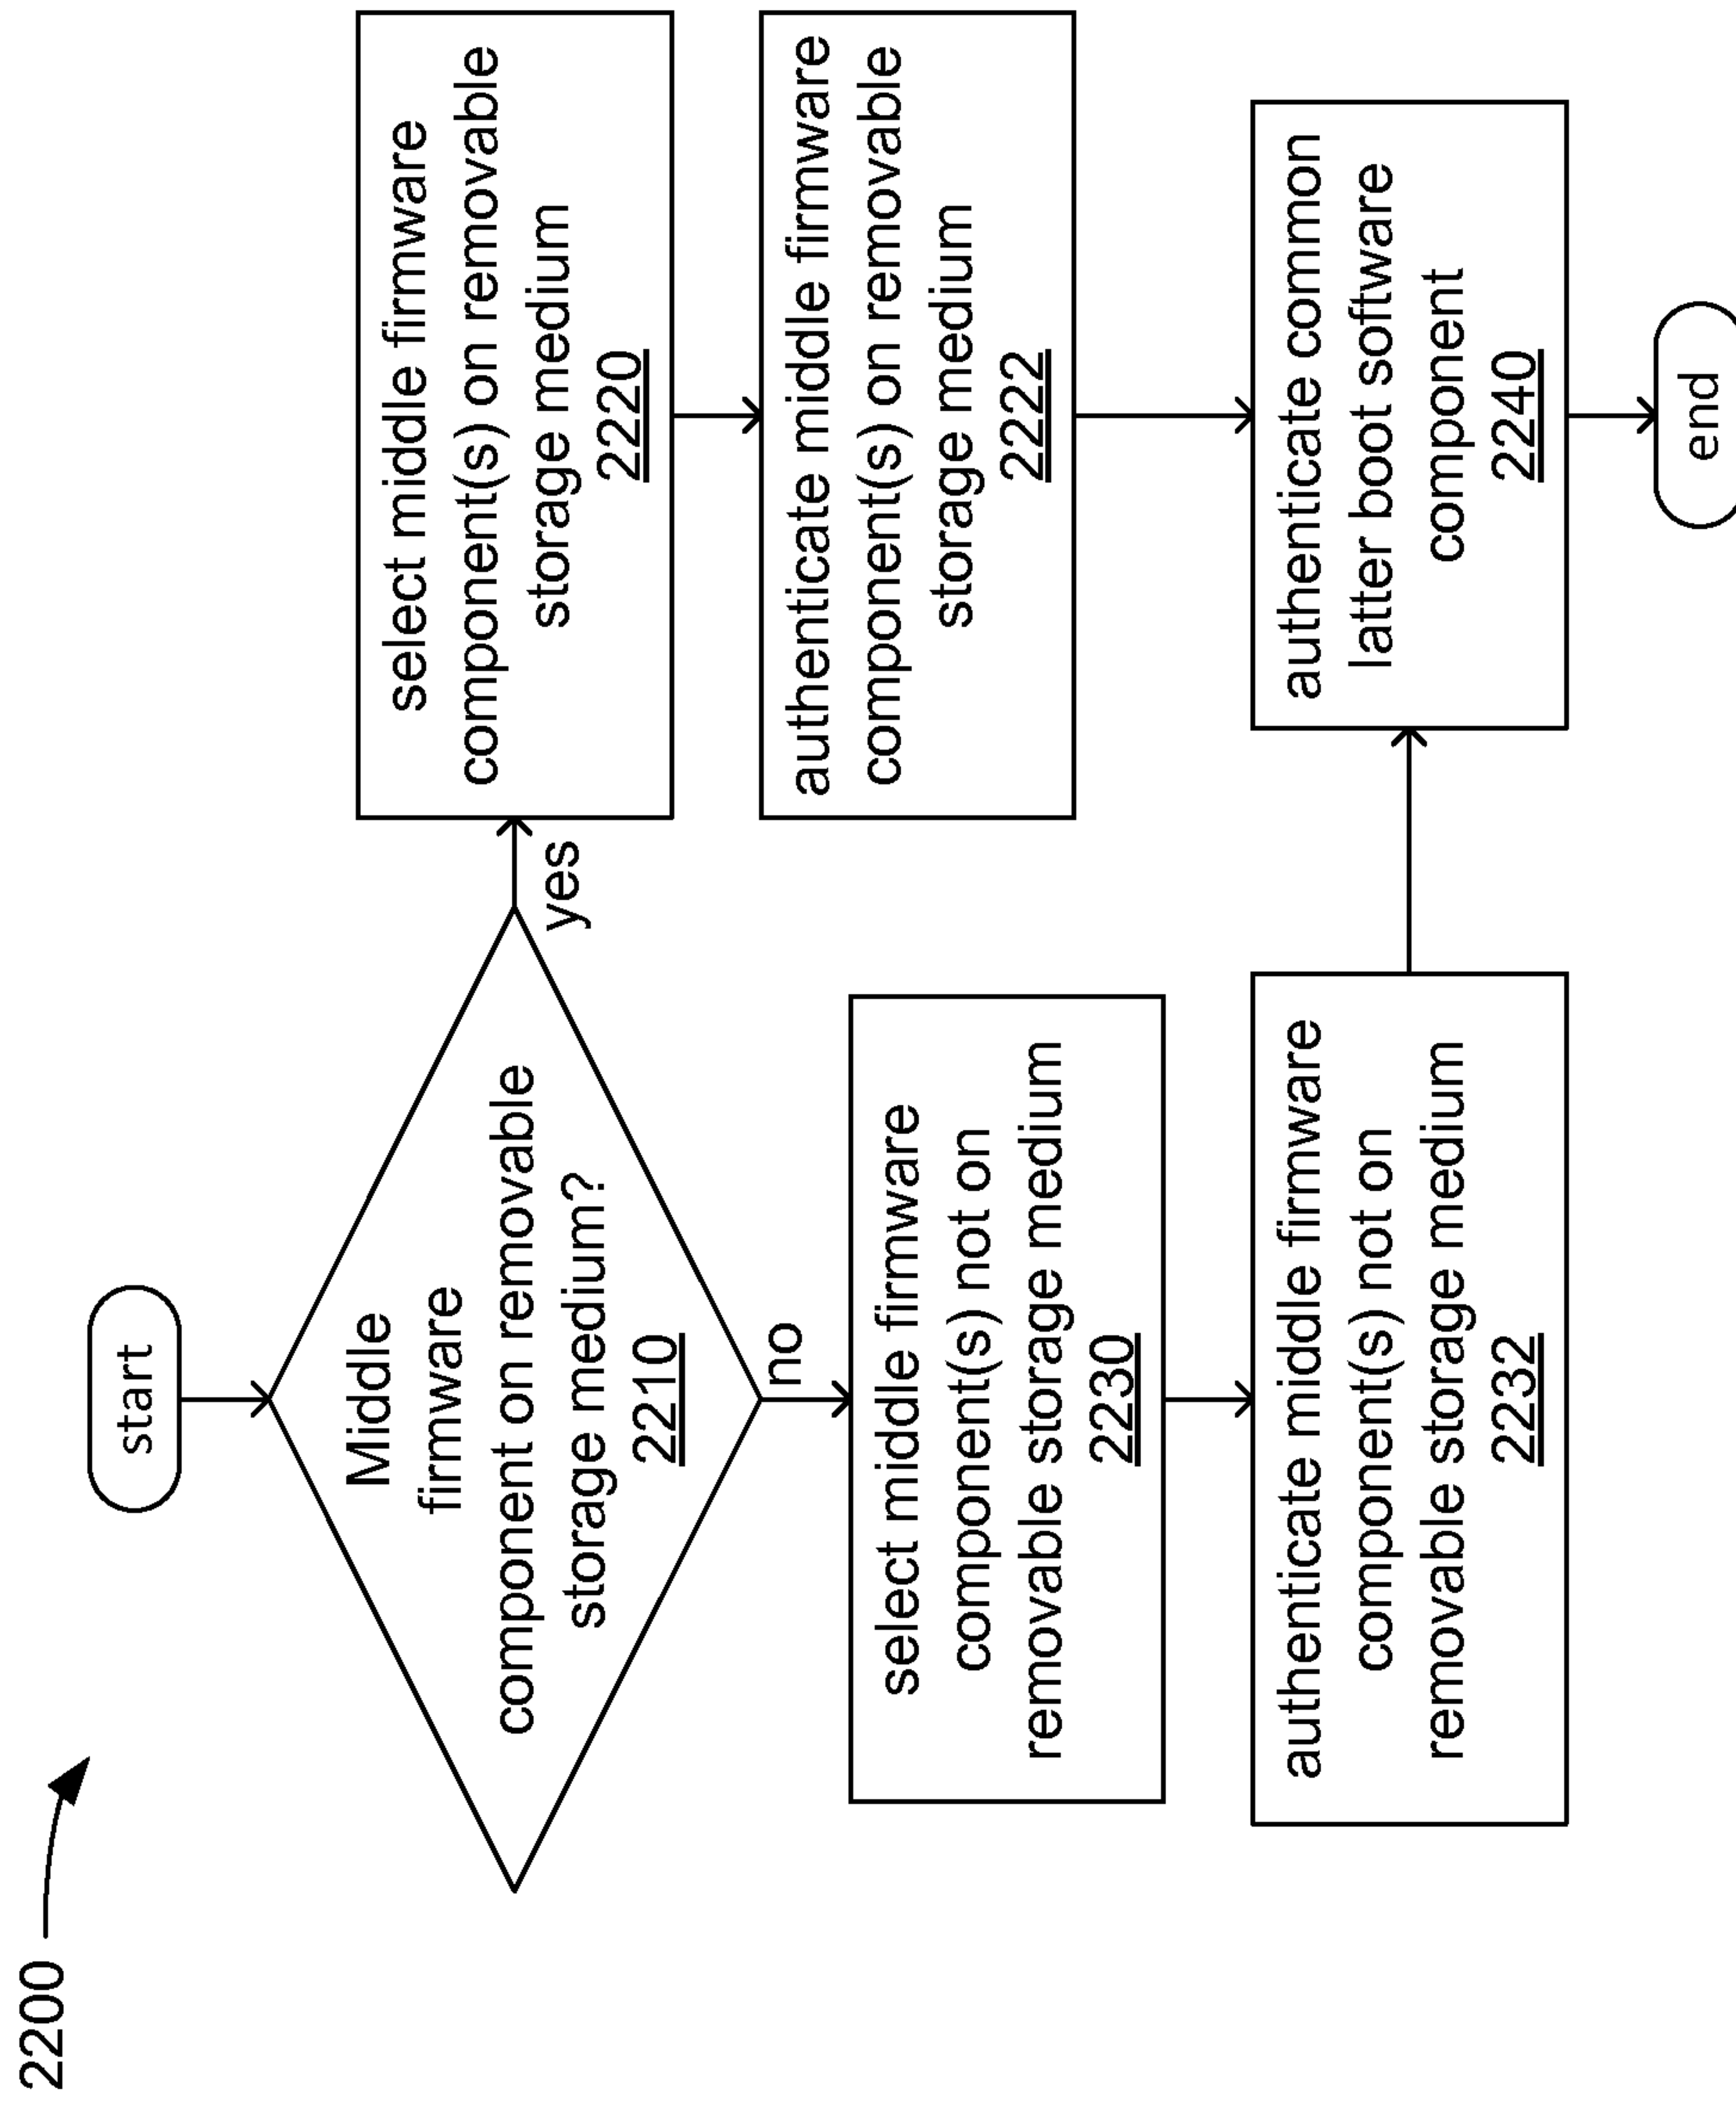 2200
start
Middle
firmware
component on removable
storage medium?
2210
yes
no
select middle firmware
component(s) on removable
storage medium
2220
authenticate middle firmware
component(s) on removable
storage medium
2222
select middle firmware
component(s) not on
removable storage medium
2230
authenticate middle firmware
component(s) not on
removable storage medium
2232
authenticate common
latter boot software
component
2240
end